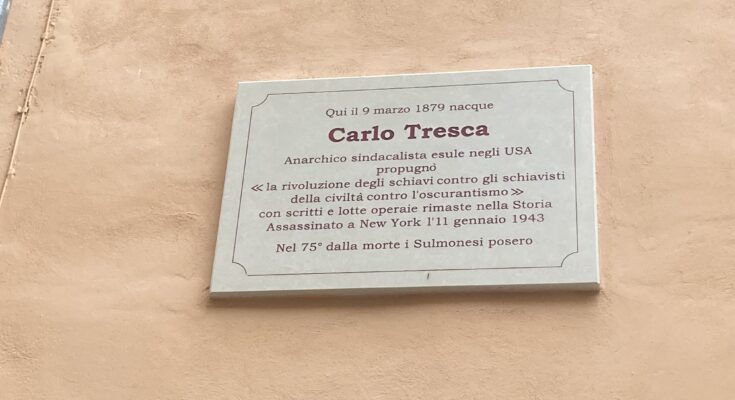 Qui il 9 marzo 1879 nacque
Carlo Tresca
Anarchico sindacalista esule negli USA
propugnò
≪ la rivoluzione degli schiavi contro gli schiavisti
della civiltà contro l'oscurantismo ≫
con scritti e lotte operaie rimaste nella Storia
Assassinato a New York l'11 gennaio 1943
Nel 75° dalla morte i Sulmonesi posero